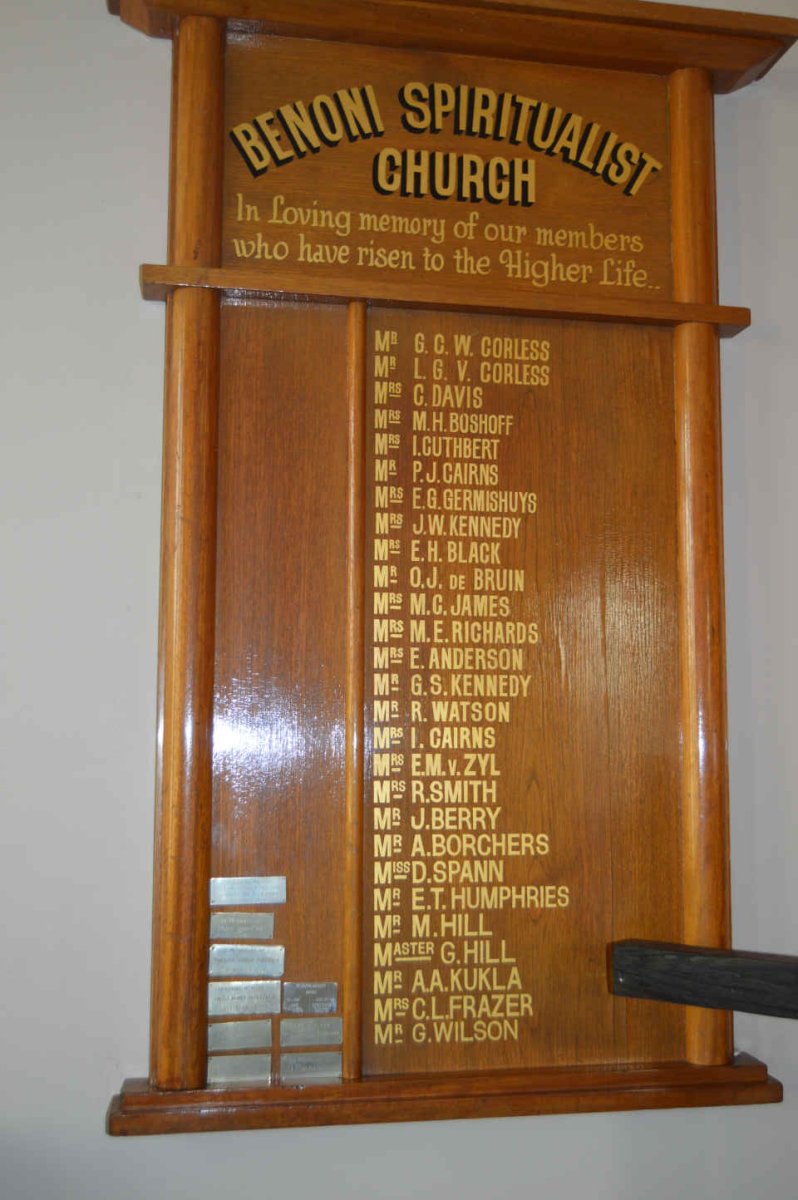 BENONI SPIRITUALIST
CHURCH
In Loving memory of our members
who have risen to the Higher Life..
MR G. C. W. CORLESS
MR L. G. V. CORLESS
MRS C. DAVIS
MRS M. H. BOSHOFF
MRS I. CUTHBERT
MR P. J. CAIRNS
MRS E. G. GERMISHUYS
MRS J. W. KENNEDY
MRS E. H. BLACK
MR O. J. DE BRUIN
MRS M. C. JAMES
MRS M. E. RICHARDS
MRS E. ANDERSON
MR G. S. KENNEDY
MR R. WATSON
MRS I. CAIRNS
MRS E. M. V. ZYL
MRS R. SMITH
MR J. BERRY
MR A. BORCHERS
MISS D. SPANN
MR E. T. HUMPHRIES
MR M. HILL
MASTER G. HILL
MR A. A. KUKLA
MRS C. L. FRAZER
MR G. WILSON